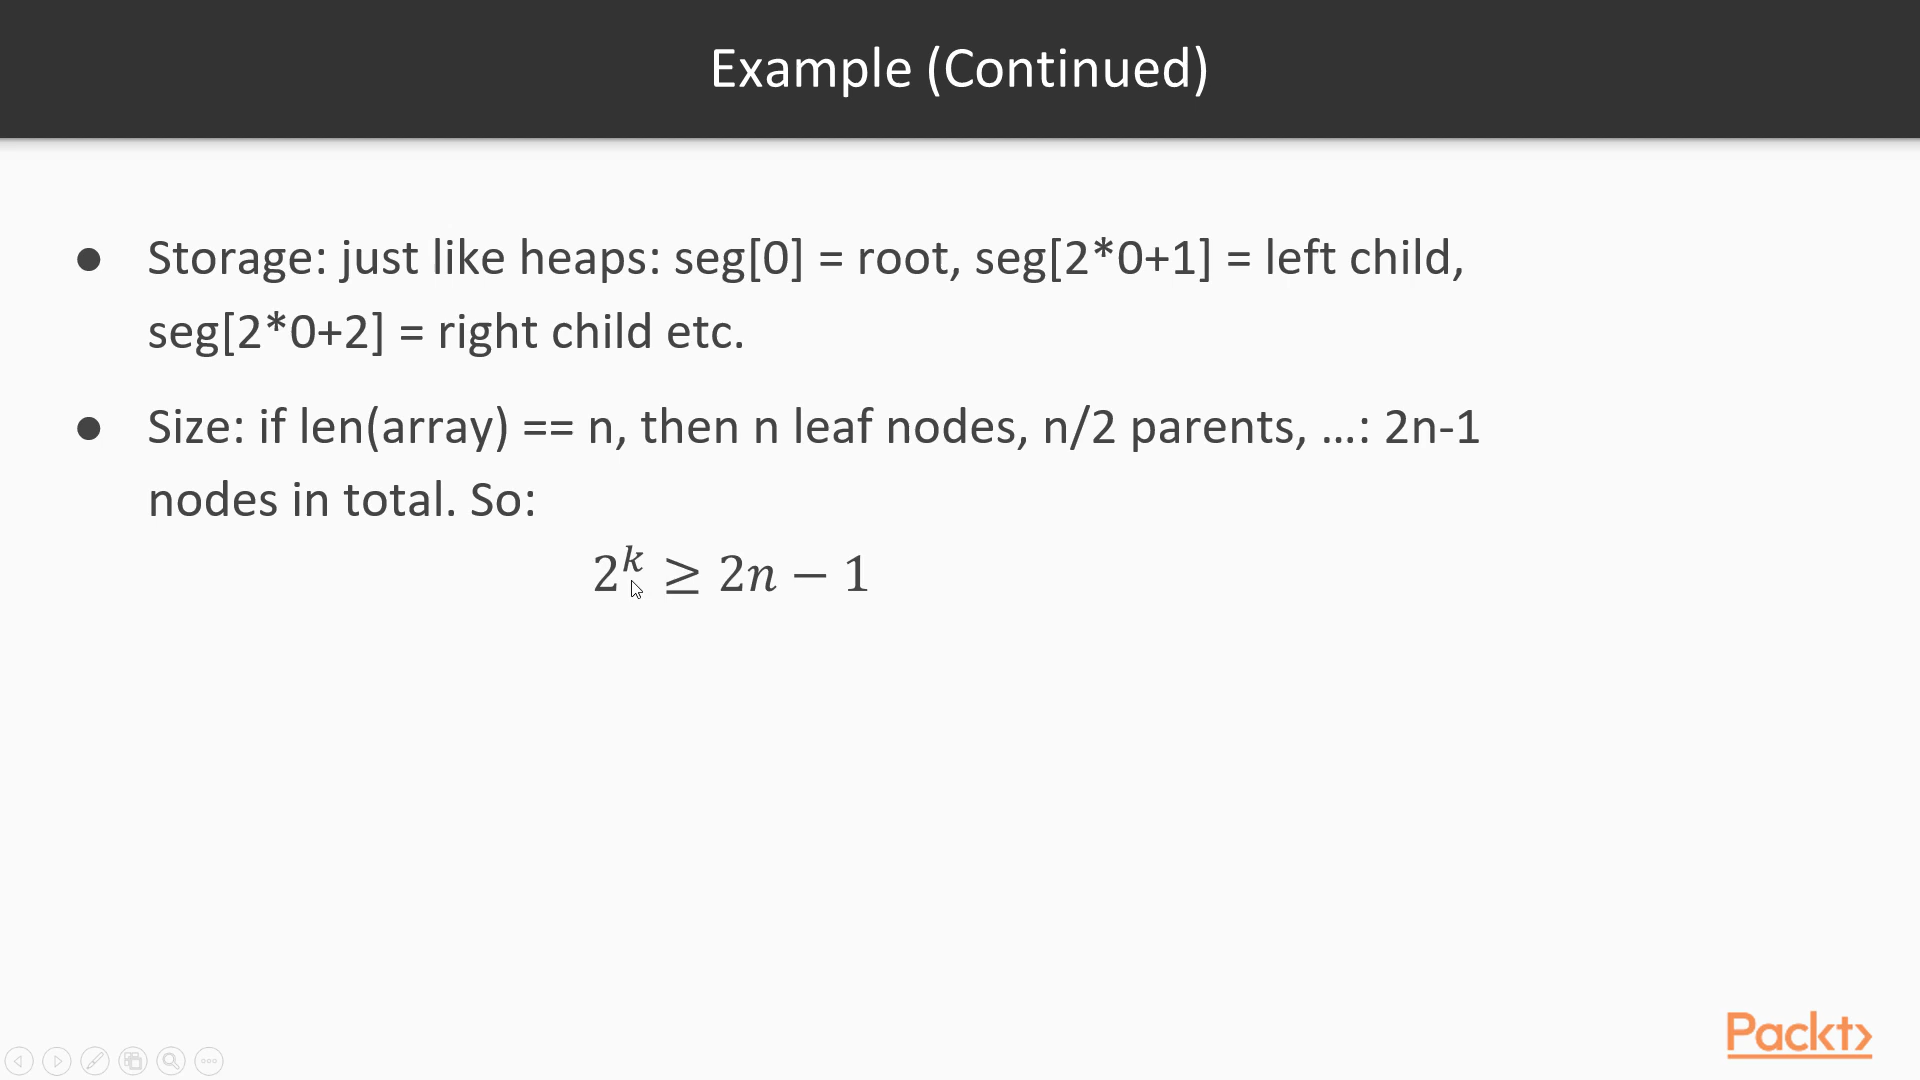 Example (Continued)
● Storage: just like heaps: seg[0] = root, seg[2*0+1] = left child,
seg[2*0+2] = right child etc.
● Size: if len(array) == n, then n leaf nodes, n/2 parents, ...: 2n-1
nodes in total. So:
2^k ≥ 2n − 1
Packt>